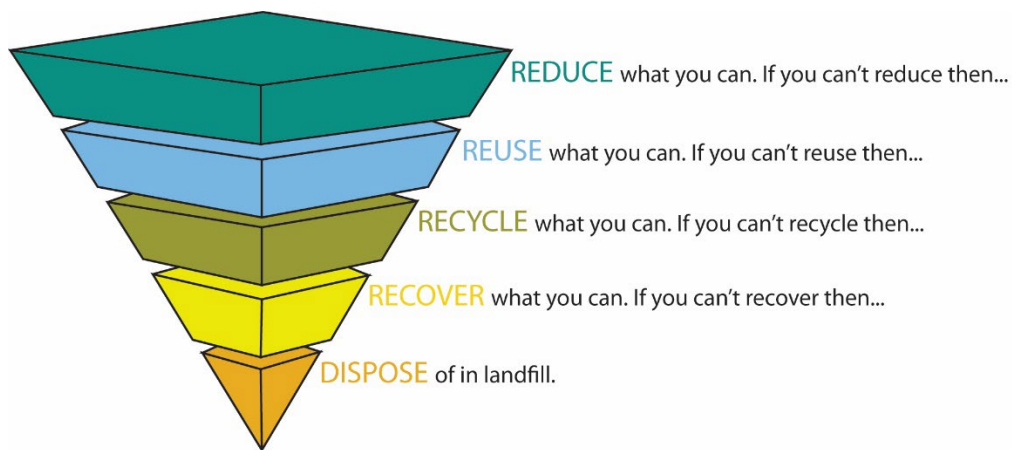 REDUCE what you can. If you can't reduce then...
REUSE what you can. If you can't reuse then...
RECYCLE what you can. If you can't recycle then...
RECOVER what you can. If you can't recover then...
DISPOSE of in landfill.